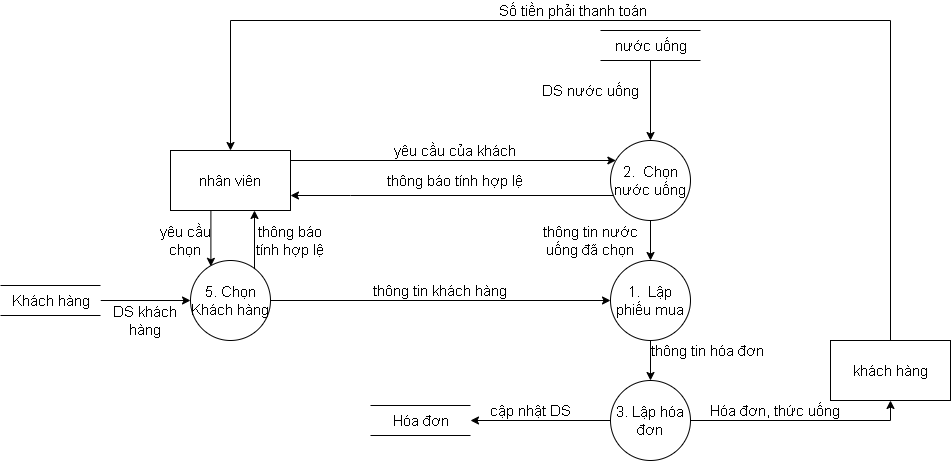 Số tiền phải thanh toán
nước uống
DS nước uống
yêu cầu của khách
nhân viên
thông báo tính hợp lệ
2. Chọn
nước uống
yêu cầu
chọn
thông báo
tính hợp lệ
thông tin nước
uống đã chọn
Khách hàng
DS khách
hàng
5. Chọn
Khách hàng
thông tin khách hàng
1. Lập
phiếu mua
thông tin hóa đơn
khách hàng
Hóa đơn
cập nhật DS
3. Lập hóa
đơn
Hóa đơn, thức uống